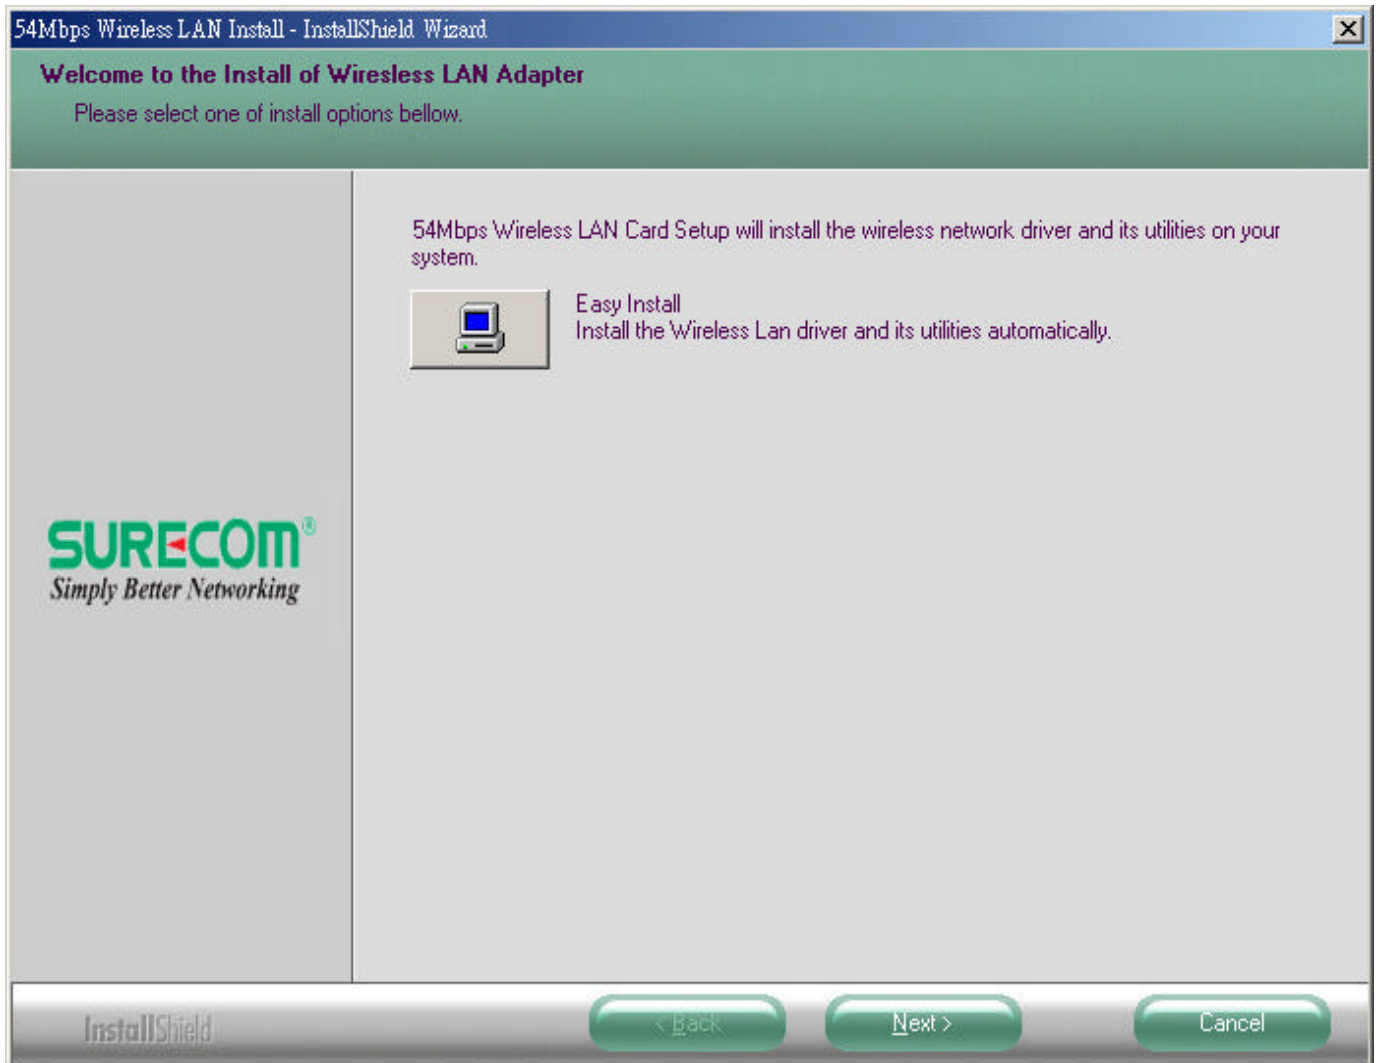 54Mbps Wireless LAN Install - InstallShield Wizard
Welcome to the Install of Wiresless LAN Adapter
Please select one of install options bellow.
54Mbps Wireless LAN Card Setup will install the wireless network driver and its utilities on your
system.
Easy Install
Install the Wireless Lan driver and its utilities automatically.
SURECOM®
Simply Better Networking
InstallShield
< Back
Next >
Cancel